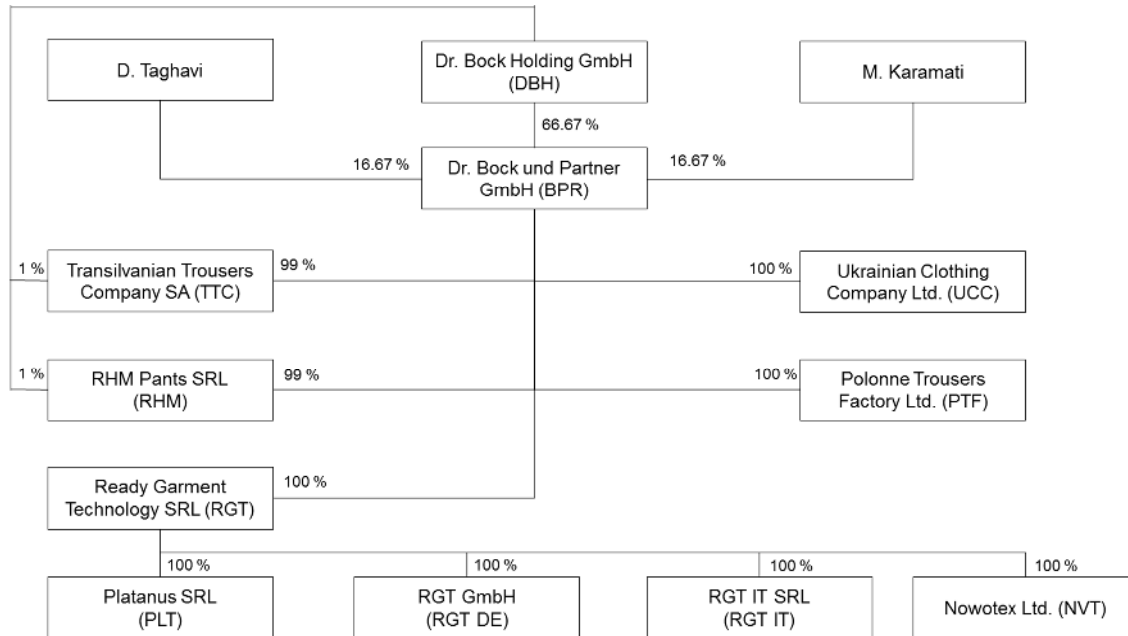 D. Taghavi
Dr. Bock Holding GmbH
(DBH)
M. Karamati
66.67 %
16.67 %
Dr. Bock und Partner
GmbH (BPR)
16.67 %
1 %
Transilvanian Trousers
Company SA (TTC)
99 %
100 %
Ukrainian Clothing
Company Ltd. (UCC)
1 %
RHM Pants SRL
(RHM)
99 %
100 %
Polonne Trousers
Factory Ltd. (PTF)
Ready Garment
Technology SRL (RGT)
100 %
100 %
100 %
100 %
100 %
Platanus SRL
(PLT)
RGT GmbH
(RGT DE)
RGT IT SRL
(RGT IT)
Nowotex Ltd. (NVT)